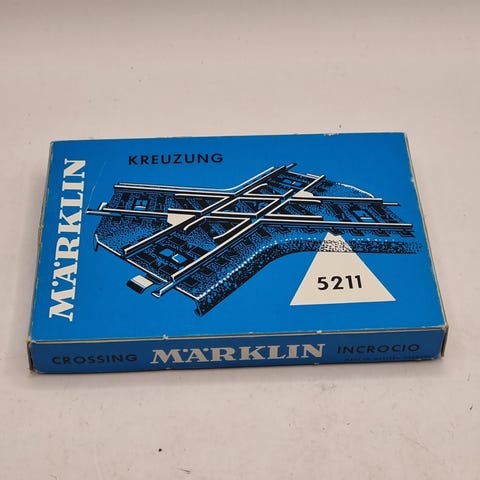 KREUZUNG
MÄRKLIN
5211
CROSSING MÄRKLIN INCROCIO